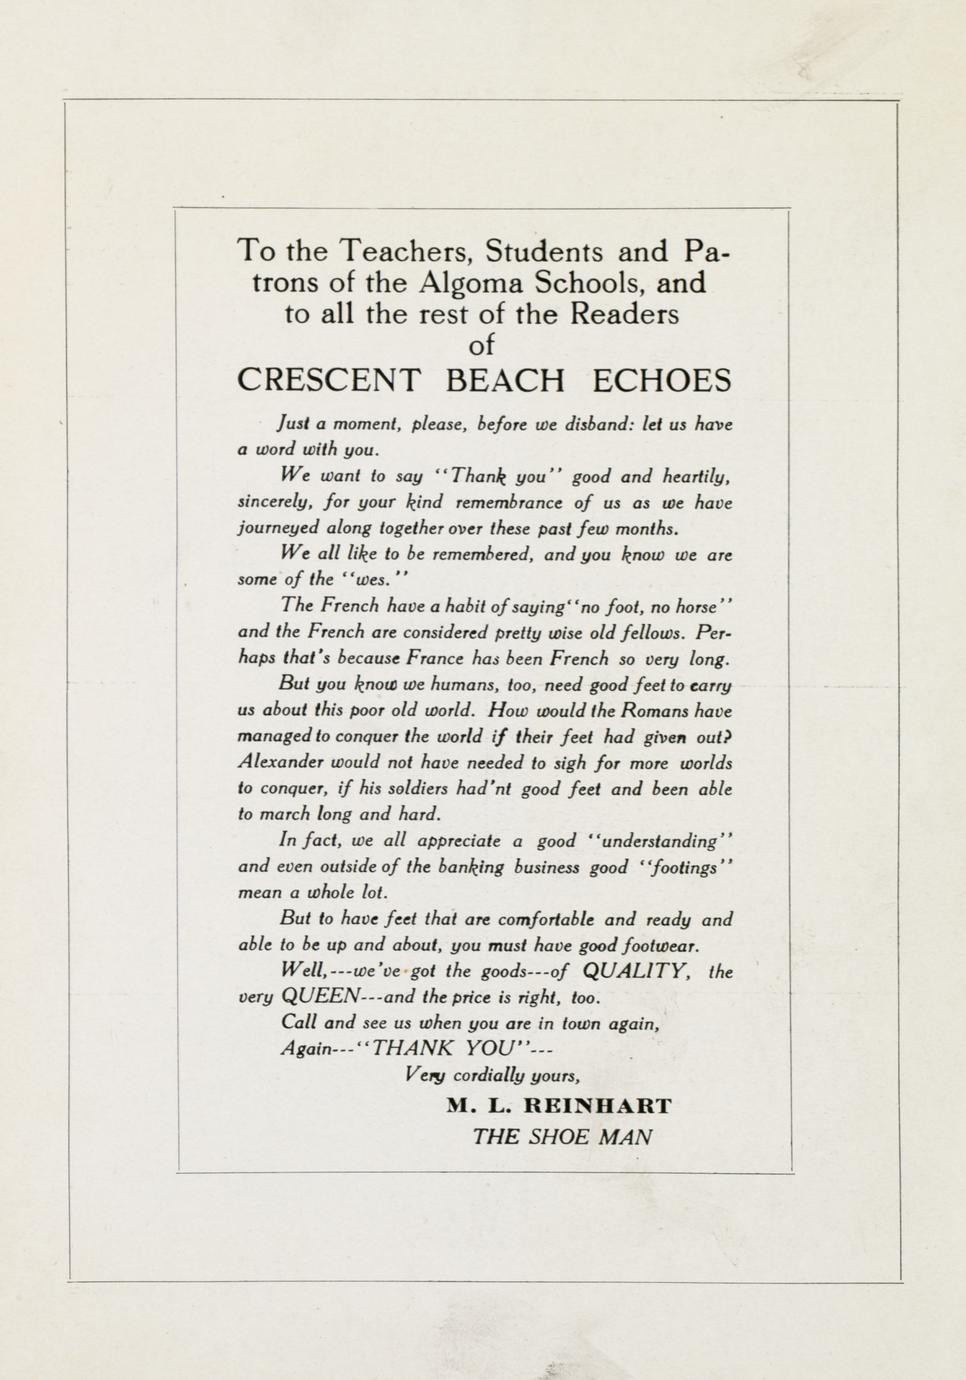 To the Teachers, Students and Pa-
trons of the Algoma Schools, and
to all the rest of the Readers
of
CRESCENT BEACH ECHOES
Just a moment, please, before we disband: let us have
a word with you.
We want to say ‘‘Thank you’’ good and heartily,
sincerely, for your kind remembrance of us as we have
journeyed along together over these past few months.
We all like to be remembered, and you know we are
some of the ‘‘wes.’’
The French have a habit of saying‘‘no foot, no horse’’
and the French are considered pretty wise old fellows. Per-
haps that's because France has been French so very long.
But you know we humans, too, need good feet to carry
us about this poor old world. How would the Romans have
managed to conquer the world if their feet had given out?
Alexander would not have needed to sigh for more worlds
to conquer, if his soldiers had'nt good feet and been able
to march long and hard.
In fact, we all appreciate a good ‘‘understanding’’
and even outside of the banking business good ‘‘footings’’
mean a whole lot.
But to have feet that are comfortable and ready and
able to be up and about, you must have good footwear.
Well,---we've got the goods---of QUALITY, the
very QUEEN---and the price is right, too.
Call and see us when you are in town again,
Again---‘‘THANK YOU’’---
Very cordially yours,
M. L. REINHART
THE SHOE MAN